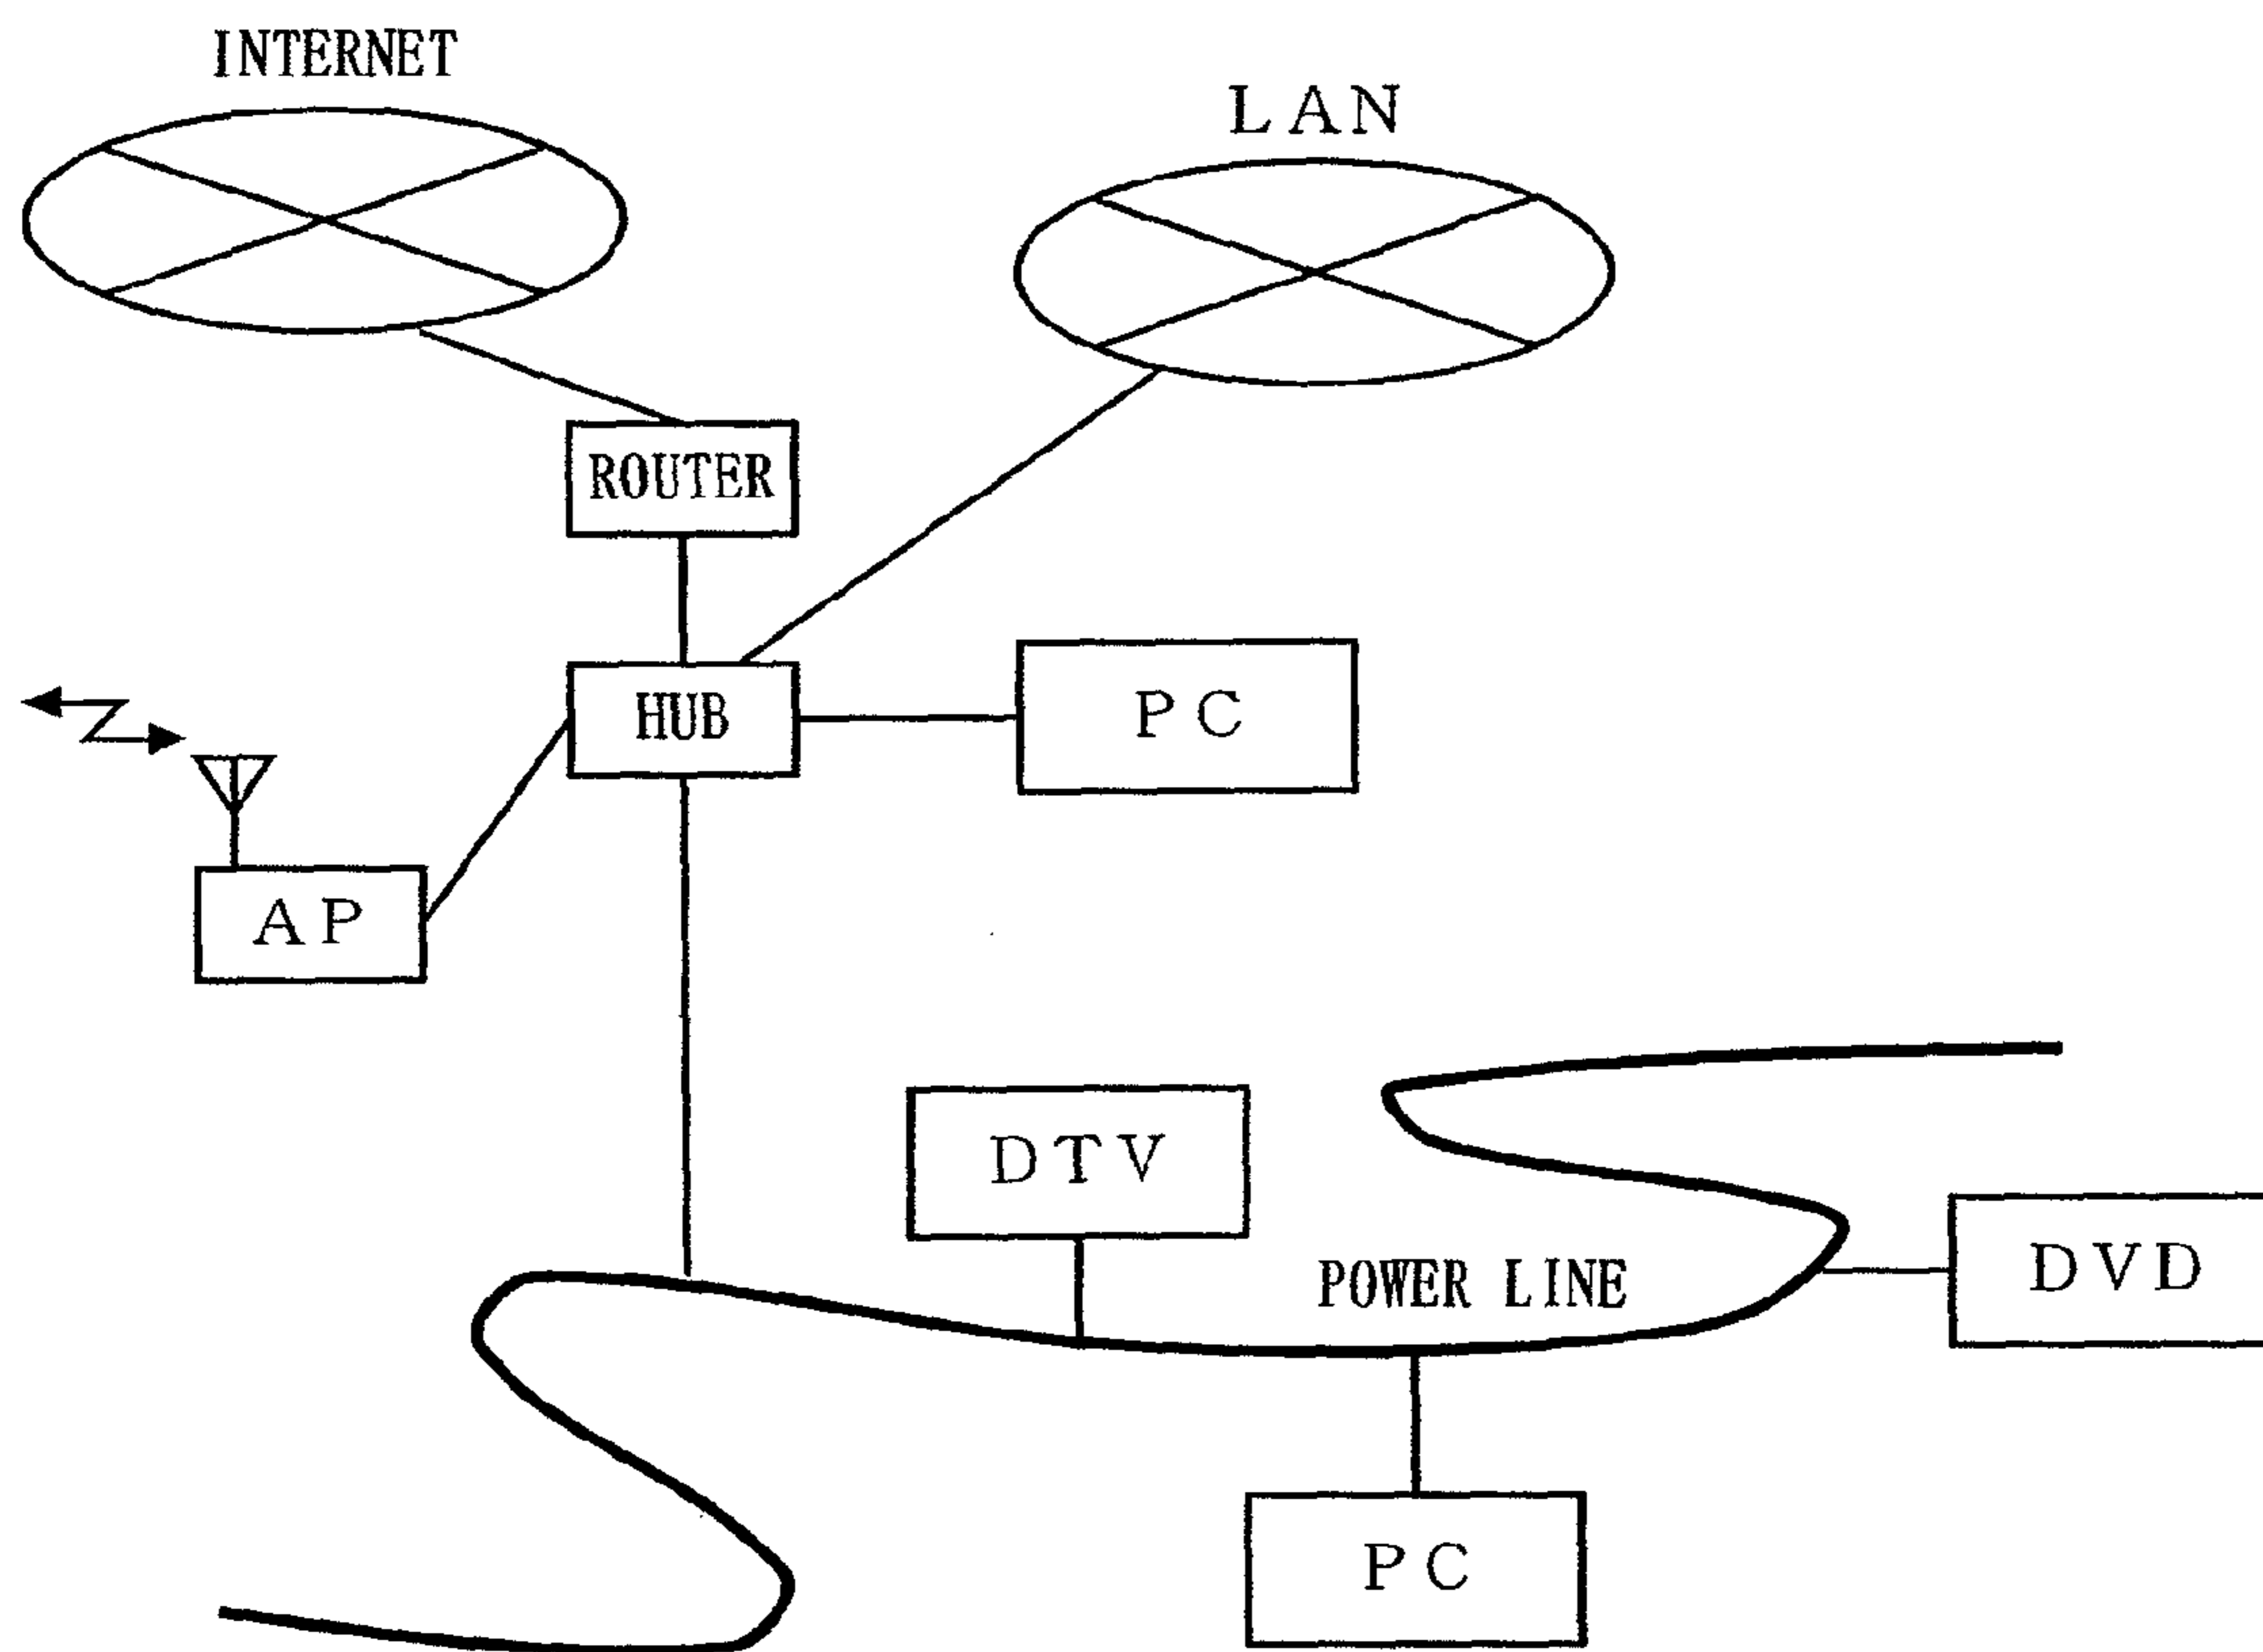 INTERNET
LAN
ROUTER
HUB
PC
AP
DTV
POWER LINE
DVD
PC